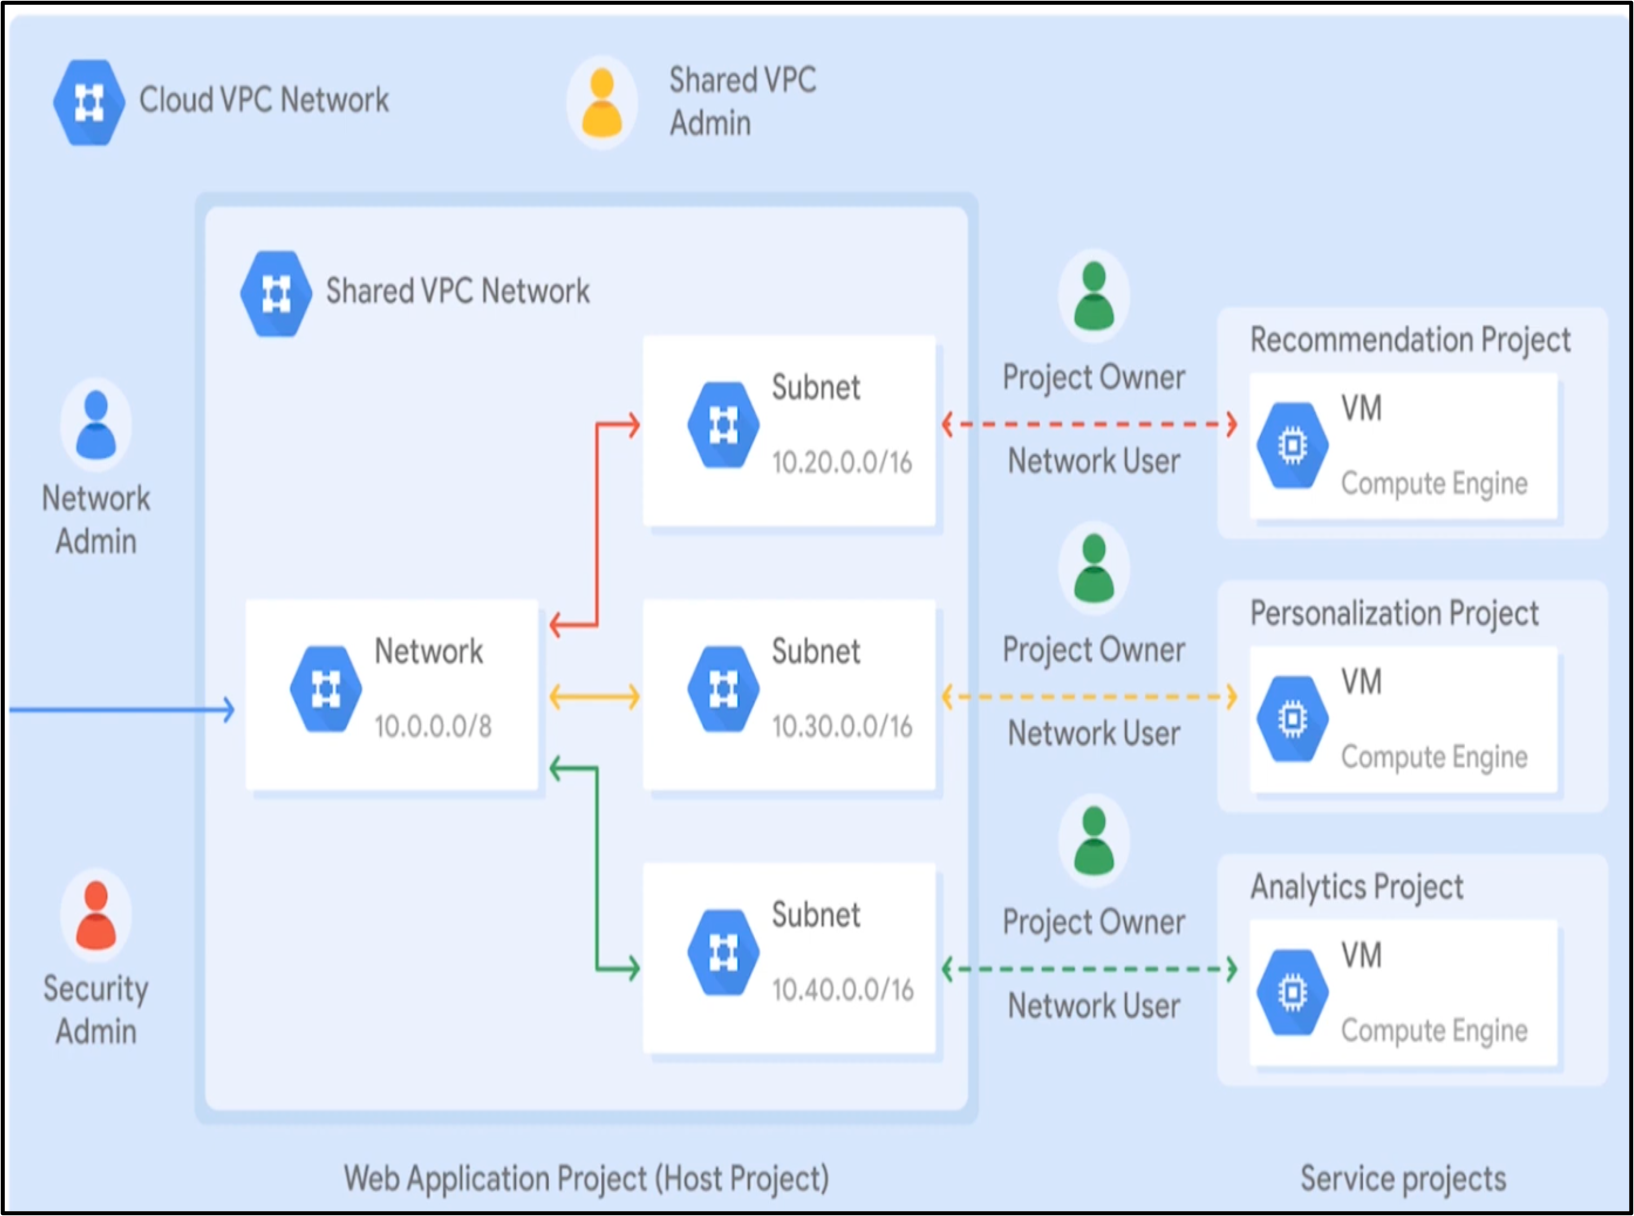 Cloud VPC Network
Shared VPC
Admin
Shared VPC Network
Network
Admin
Security
Admin
Network
10.0.0.0/8
Subnet
10.20.0.0/16
Subnet
10.30.0.0/16
Subnet
10.40.0.0/16
Project Owner
Network User
Project Owner
Network User
Project Owner
Network User
Recommendation Project
VM
Compute Engine
Personalization Project
VM
Compute Engine
Analytics Project
VM
Compute Engine
Web Application Project (Host Project)
Service projects